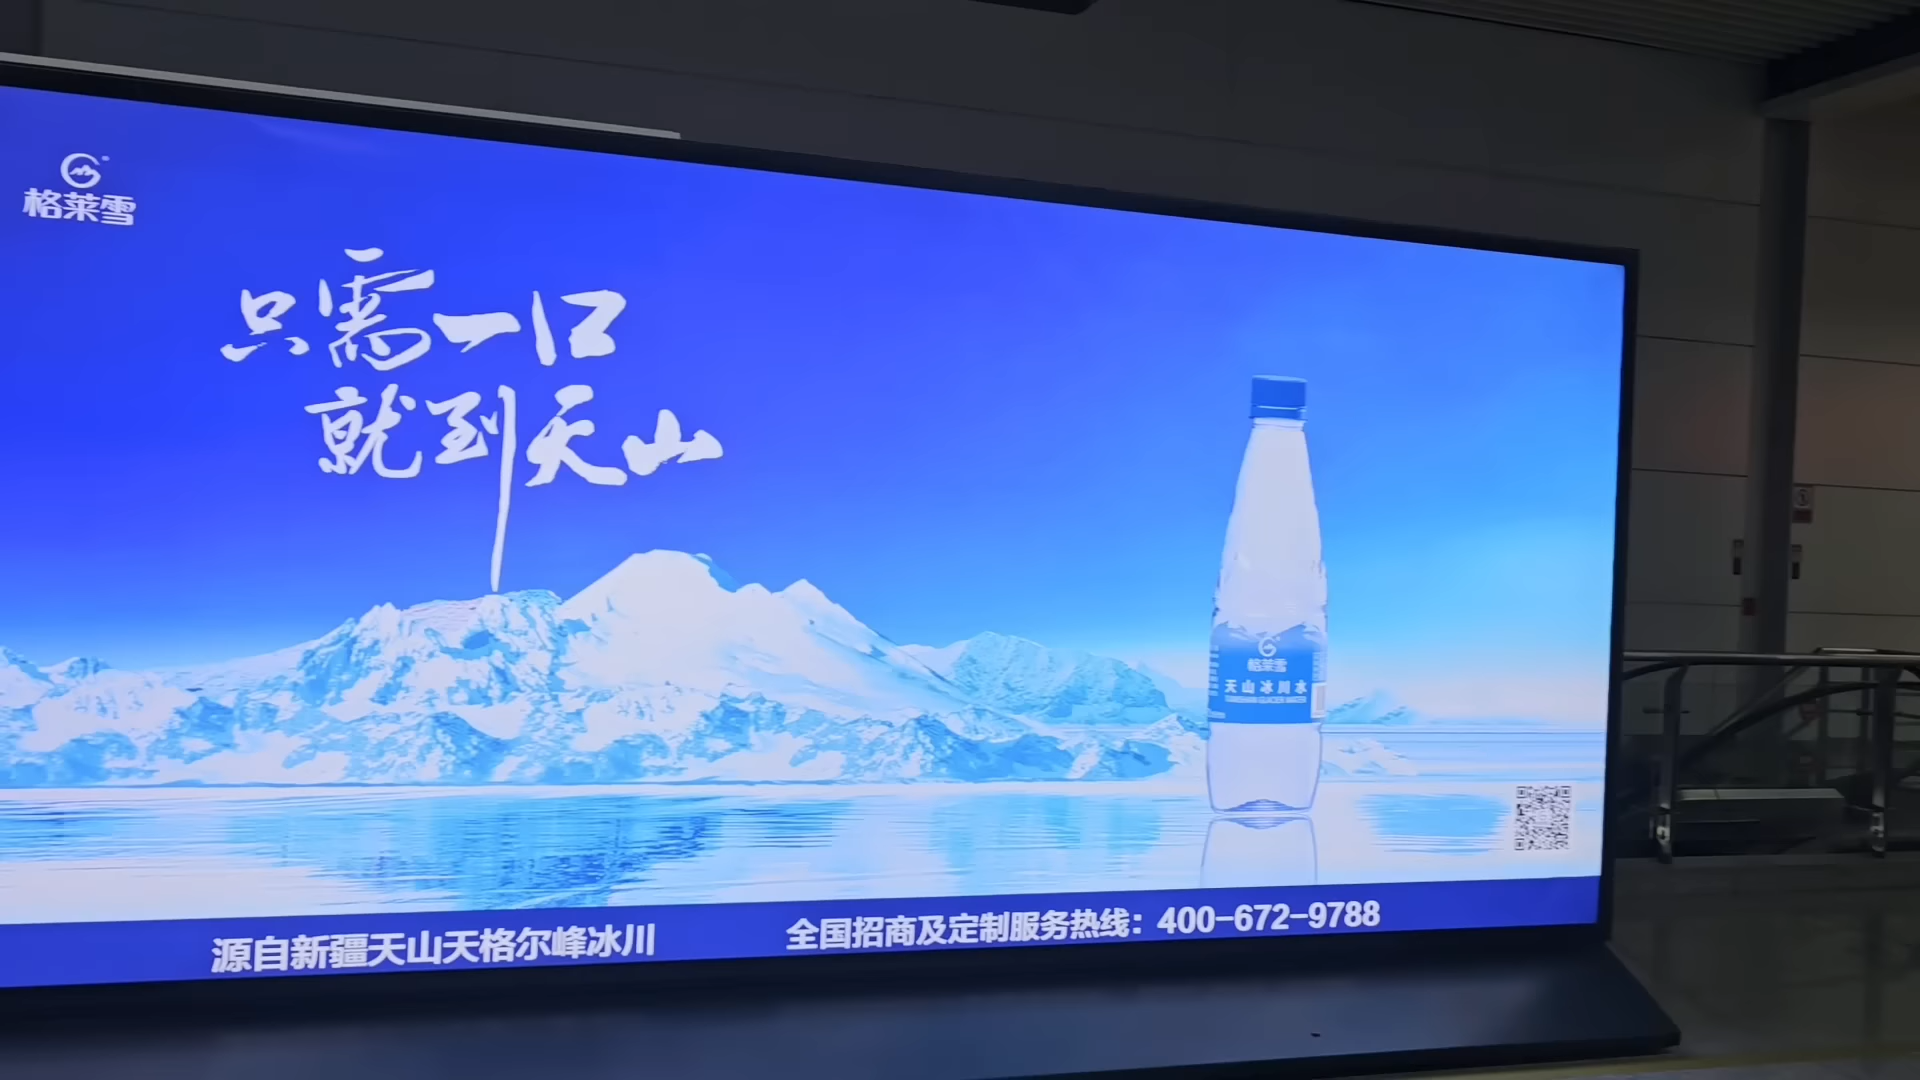 格莱雪
只需一口
就到天山
格莱雪
天山冰川水
源自新疆天山天格尔峰冰川
全国招商及定制服务热线：400-672-9788